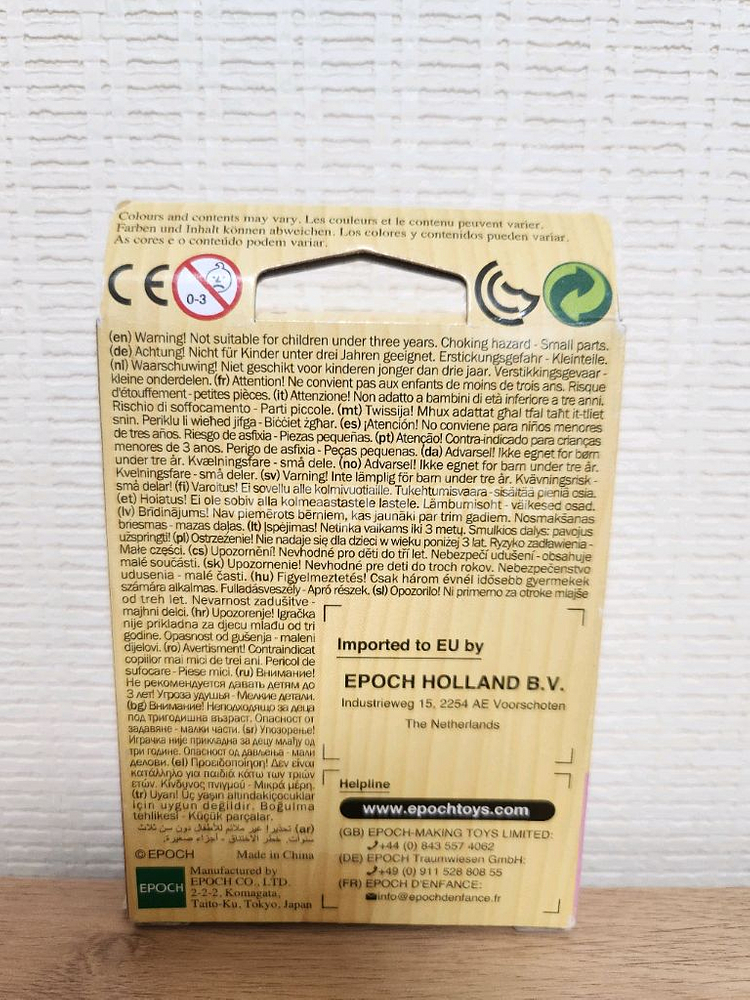 Colours and contents may vary. Les couleurs et le contenu peuvent varier.
Farben und Inhalt können abweichen. Los colores y contenidos pueden variar.
As cores e o conteúdo podem variar.
CE
0-3
(en) Warning! Not suitable for children under three years. Choking hazard - Small parts.
(de) Achtung! Nicht für Kinder unter drei Jahren geeignet. Erstickungsgefahr - Kleinteile.
(nl) Waarschuwing! Niet geschikt voor kinderen jonger dan drie jaar. Verstikkingsgevaar -
kleine onderdelen. (fr) Attention! Ne convient pas aux enfants de moins de trois ans. Risque
d'étouffement - petites pièces. (it) Attenzione! Non adatto a bambini di età inferiore a tre anni.
Rischio di soffocamento - Parti piccole. (mt) Twissija! Mhux adattat għal tfal taħt it-tliet
snin. Periklu li wieħed jifga - Biċċiet żgħar. (es) ¡Atención! No conviene para niños menores
de tres años. Riesgo de asfixia - Piezas pequeñas. (pt) Atenção! Contra-indicado para crianças
menores de 3 anos. Perigo de asfixia - Peças pequenas. (da) Advarsel! Ikke egnet for børn
under tre år. Kvælningsfare - små dele. (no) Advarsel! Ikke egnet for barn under tre år.
Kvelningsfare - små deler. (sv) Varning! Inte lämplig för barn under tre år. Kvävningsrisk -
små delar! (fi) Varoitus! Ei sovellu alle kolmivuotiaille. Tukehtumisvaara - sisältää pieniä osia.
(et) Hoiatus! Ei ole sobiv alla kolmeaastastele lastele. Lämbumisoht - väikesed osad.
(lv) Brīdinājums! Nav piemērots bērniem, kas jaunāki par trim gadiem. Nosmakšanas
briesmas - mazas daļas. (lt) Įspėjimas! Netinka vaikams iki 3 metų. Smulkios dalys: pavojus
užspringti! (pl) Ostrzeżenie! Nie nadaje się dla dzieci w wieku poniżej 3 lat. Ryzyko zadławienia -
Małe części. (cs) Upozornění! Nevhodné pro děti do tří let. Nebezpečí udušení - obsahuje
malé součásti. (sk) Upozornenie! Nevhodné pre deti do troch rokov. Nebezpečenstvo
udusenia - malé časti. (hu) Figyelmeztetés! Csak három évnél idősebb gyermekek
számára alkalmas. Fulladásveszély - Apró részek. (sl) Opozorilo! Ni primerno za otroke mlajše
od treh let. Nevarnost zadušitve -
majhni delci. (hr) Upozorenje! Igračka
nije prikladna za djecu mlađu od tri
godine. Opasnost od gušenja - maleni
dijelovi. (ro) Avertisment! Contraindicat
copiilor mai mici de trei ani. Pericol de
sufocare - Piese mici. (ru) Внимание!
Не рекомендуется давать детям до
3 лет! Угроза удушья - Мелкие детали.
(bg) Внимание! Неподходящо за деца
под тригодишна възраст. Опасност от
задавяне - малки части. (sr) Упозорење!
Играчка није прикладна за децу млађу од
три године. Опасност од дављења - мали
делови. (el) Προειδοποίηση! Δεν είναι
κατάλληλο για παιδιά κάτω των τριών
ετών. Κίνδυνος πνιγμού - Μικρά μέρη.
(tr) Uyarı! Üç yaşın altındakiçocuklar
için uygun değildir. Boğulma
tehlikesi - Küçük parçalar.
(ar) تحذير! غير ملائم للأطفال دون سن ثلاث
سنوات. خطر الاختناق - أجزاء صغيرة.
© EPOCH Made in China
EPOCH
Manufactured by
EPOCH CO., LTD.
2-2-2, Komagata,
Taito-Ku, Tokyo, Japan
Imported to EU by
EPOCH HOLLAND B.V.
Industrieweg 15, 2254 AE Voorschoten
The Netherlands
Helpline
www.epochtoys.com
(GB) EPOCH-MAKING TOYS LIMITED:
+44 (0) 843 557 4062
(DE) EPOCH Traumwiesen GmbH:
+49 (0) 911 528 808 55
(FR) EPOCH D'ENFANCE:
info@epochdenfance.fr